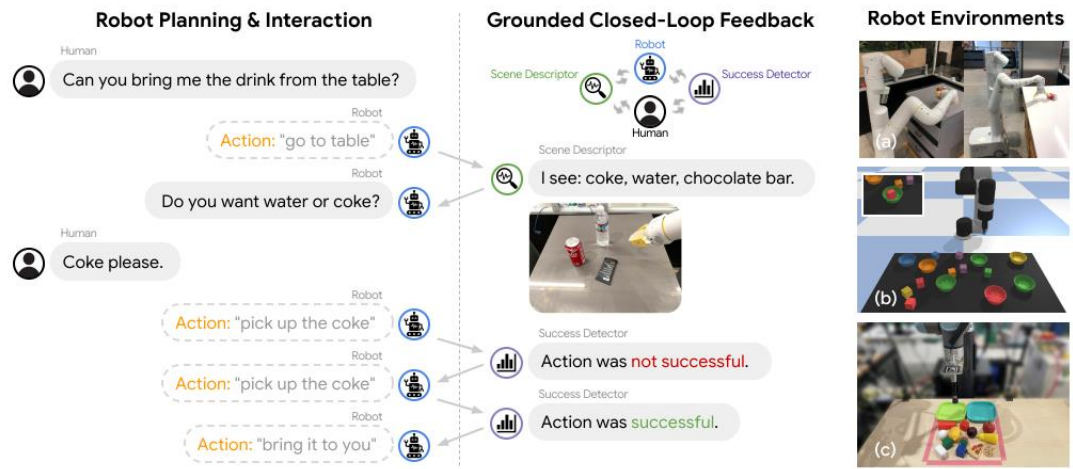 Robot Planning & Interaction
Human
Can you bring me the drink from the table?
Robot
Action: "go to table"
Robot
Do you want water or coke?
Human
Coke please.
Robot
Action: "pick up the coke"
Robot
Action: "pick up the coke"
Robot
Action: "bring it to you"
Grounded Closed-Loop Feedback
Robot
Scene Descriptor
Success Detector
Human
Scene Descriptor
I see: coke, water, chocolate bar.
Success Detector
Action was not successful.
Success Detector
Action was successful.
Robot Environments
(a)
(b)
(c)